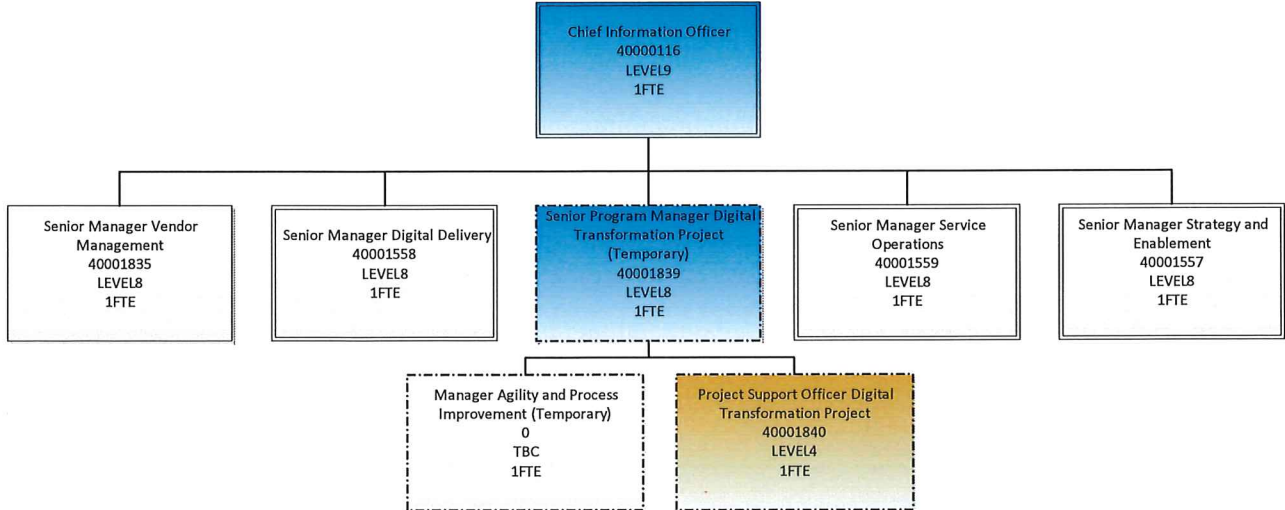 Chief Information Officer
40000116
LEVEL9
1FTE
Senior Manager Vendor
Management
40001835
LEVEL8
1FTE
Senior Manager Digital Delivery
40001558
LEVEL8
1FTE
Senior Program Manager Digital
Transformation Project
(Temporary)
40001839
LEVEL8
1FTE
Senior Manager Service
Operations
40001559
LEVEL8
1FTE
Senior Manager Strategy and
Enablement
40001557
LEVEL8
1FTE
Manager Agility and Process
Improvement (Temporary)
0
TBC
1FTE
Project Support Officer Digital
Transformation Project
40001840
LEVEL4
1FTE